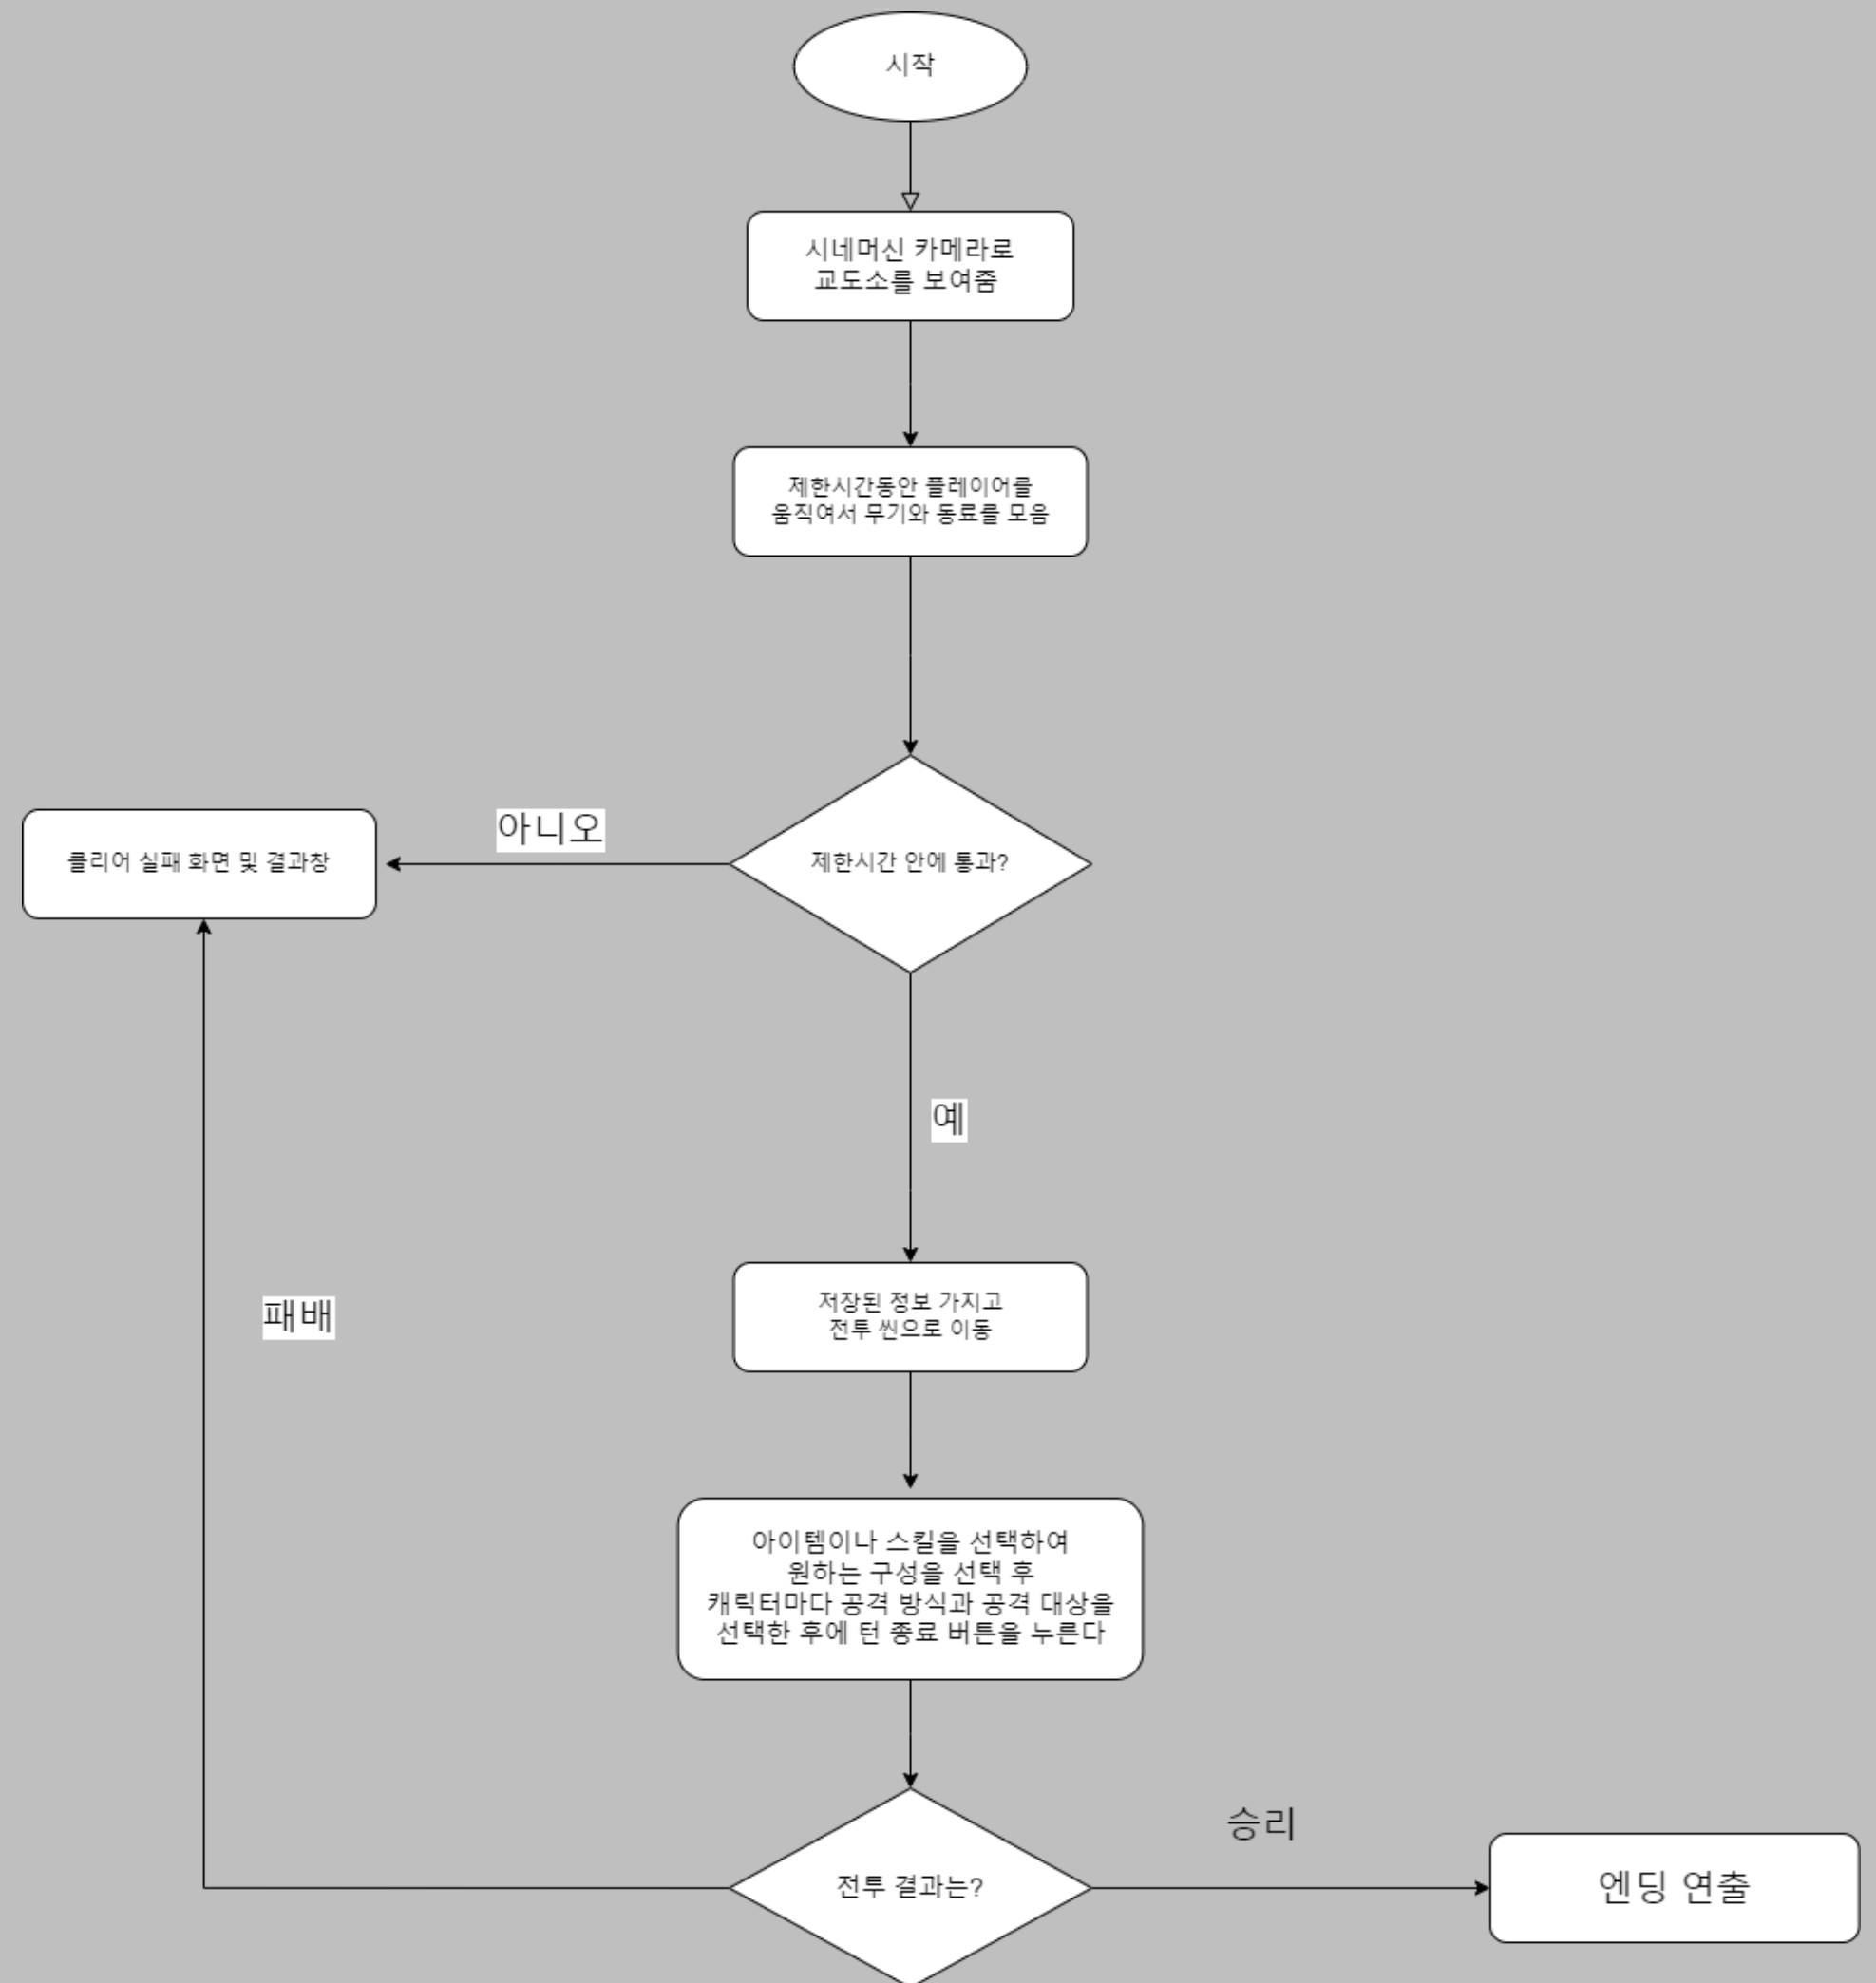 시작
시네머신 카메라로
교도소를 보여줌
제한시간동안 플레이어를
움직여서 무기와 동료를 모음
아니오
클리어 실패 화면 및 결과창
제한시간 안에 통과?
예
패배
저장된 정보 가지고
전투 씬으로 이동
아이템이나 스킬을 선택하여
원하는 구성을 선택 후
캐릭터마다 공격 방식과 공격 대상을
선택한 후에 턴 종료 버튼을 누른다
승리
전투 결과는?
엔딩 연출